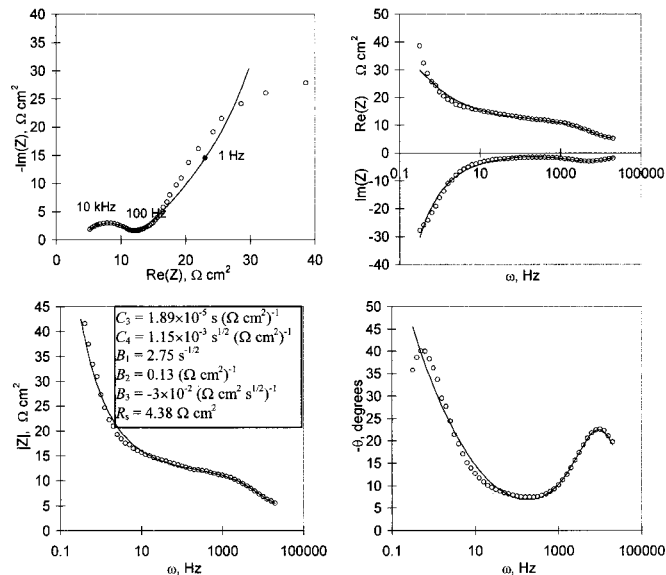 40
35
30
25
20
15
10
5
0
-Im(Z), Ω cm²
10 kHz
100 Hz
1 Hz
0 10 20 30 40
Re(Z), Ω cm²
50
40
30
20
10
0
-10
-20
-30
-40
Re(Z) Ω cm²
Im(Z)
0.1 10 1000 100000
ω, Hz
45
40
35
30
25
20
15
10
5
0
|Z|, Ω cm²
C₃ = 1.89×10⁻⁵ s (Ω cm²)⁻¹
C₄ = 1.15×10⁻³ s^1/2 (Ω cm²)⁻¹
B₁ = 2.75 s^-1/2
B₂ = 0.13 (Ω cm²)⁻¹
B₃ = -3×10⁻² (Ω cm² s^1/2)⁻¹
Rₛ = 4.38 Ω cm²
0.1 10 1000 100000
ω, Hz
-50
45
40
35
30
25
20
15
10
5
0
-θ, degrees
0.1 10 1000 100000
ω, Hz